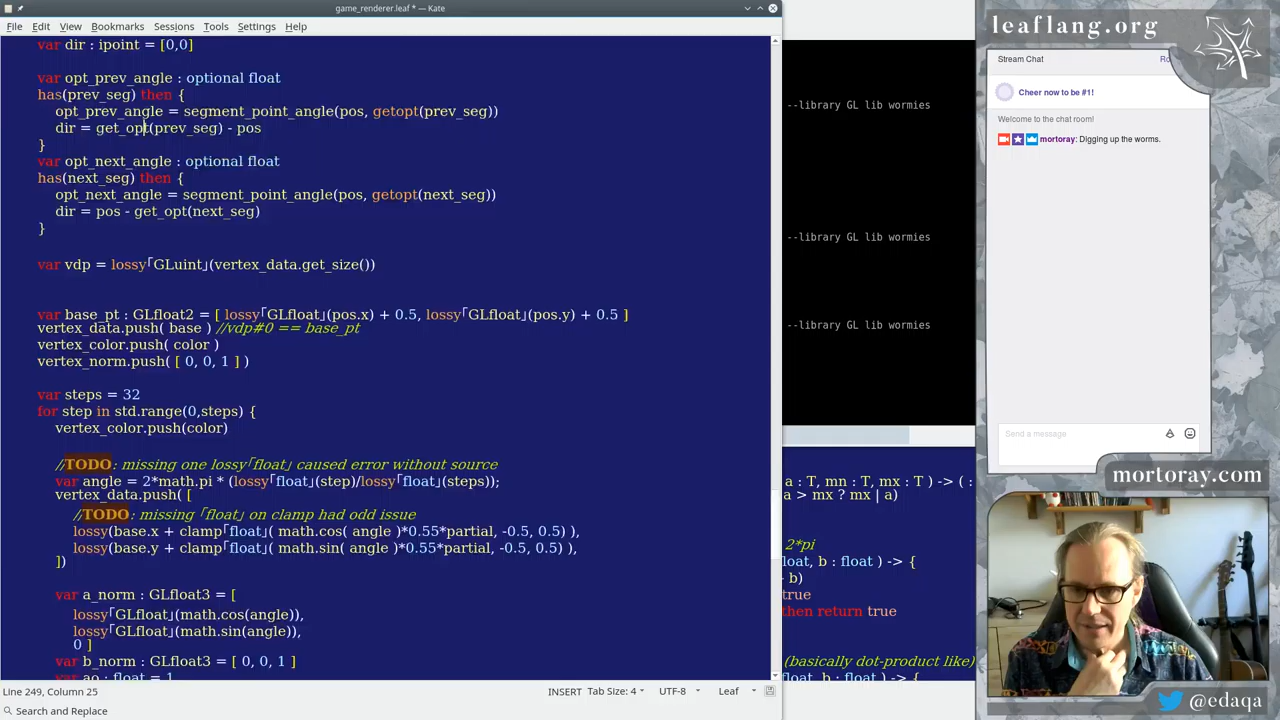 game_renderer.leaf * — Kate
File Edit View Bookmarks Sessions Tools Settings Help
var dir : ipoint = [0,0]
var opt_prev_angle : optional float
has(prev_seg) then {
opt_prev_angle = segment_point_angle(pos, getopt(prev_seg))
dir = get_opt(prev_seg) - pos
}
var opt_next_angle : optional float
has(next_seg) then {
opt_next_angle = segment_point_angle(pos, getopt(next_seg))
dir = pos - get_opt(next_seg)
}
var vdp = lossy「GLuint」(vertex_data.get_size())
var base_pt : GLfloat2 = [ lossy「GLfloat」(pos.x) + 0.5, lossy「GLfloat」(pos.y) + 0.5 ]
vertex_data.push( base ) //vdp#0 == base_pt
vertex_color.push( color )
vertex_norm.push( [ 0, 0, 1 ] )
var steps = 32
for step in std.range(0,steps) {
vertex_color.push(color)
//TODO: missing one lossy「float」 caused error without source
var angle = 2*math.pi * (lossy「float」(step)/lossy「float」(steps));
vertex_data.push( [
//TODO: missing 「float」 on clamp had odd issue
lossy(base.x + clamp「float」( math.cos( angle )*0.55*partial, -0.5, 0.5) ),
lossy(base.y + clamp「float」( math.sin( angle )*0.55*partial, -0.5, 0.5) ),
])
var a_norm : GLfloat3 = [
lossy「GLfloat」(math.cos(angle)),
lossy「GLfloat」(math.sin(angle)),
0 ]
var b_norm : GLfloat3 = [ 0, 0, 1 ]
var ao : float = 1
Line 249, Column 25
INSERT Tab Size: 4 UTF-8 Leaf
Search and Replace
--library GL lib wormies
--library GL lib wormies
--library GL lib wormies
a : T, mn : T, mx : T ) -> ( :
a > mx ? mx | a)
2*pi
loat, b : float ) -> {
- b)
true
then return true
(basically dot-product like)
float, b : float ) -> {
leaflang.org
Stream Chat
Ro
Cheer now to be #1!
Welcome to the chat room!
mortoray: Digging up the worms.
Send a message
mortoray.com
@edaqa